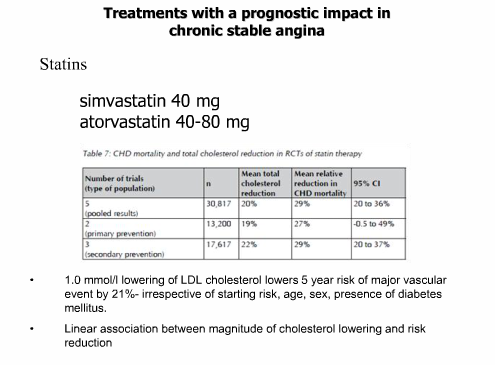 Treatments with a prognostic impact in
chronic stable angina
Statins
simvastatin 40 mg
atorvastatin 40-80 mg
Table 7: CHD mortality and total cholesterol reduction in RCTs of statin therapy
Number of trials (type of population) n Mean total cholesterol reduction Mean relative reduction in CHD mortality 95% CI
5 (pooled results) 30,817 20% 29% 20 to 36%
2 (primary prevention) 13,200 19% 27% -0.5 to 49%
3 (secondary prevention) 17,617 22% 29% 20 to 37%
• 1.0 mmol/l lowering of LDL cholesterol lowers 5 year risk of major vascular
event by 21%- irrespective of starting risk, age, sex, presence of diabetes
mellitus.
• Linear association between magnitude of cholesterol lowering and risk
reduction